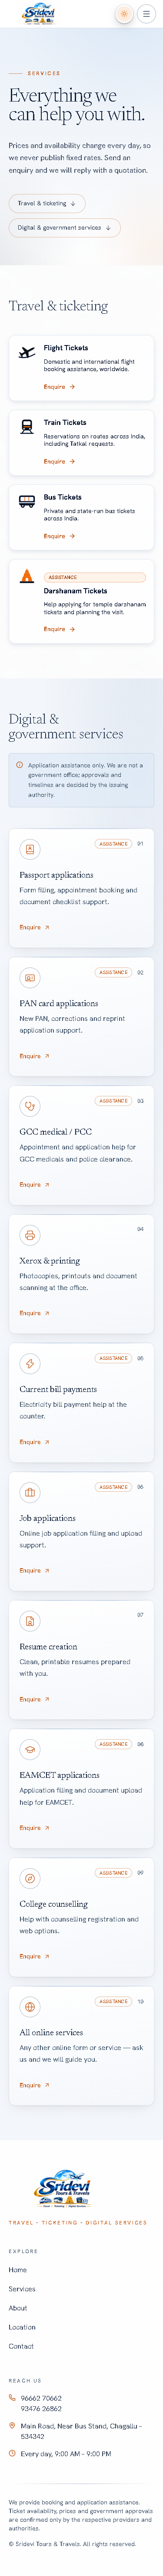 Sridevi
Tours & Travels
SERVICES
Everything we
can help you with.
Prices and availability change every day, so
we never publish fixed rates. Send an
enquiry and we will reply with a quotation.
Travel & ticketing ↓
Digital & government services ↓
Travel & ticketing
Flight Tickets
Domestic and international flight
booking assistance, worldwide.
Enquire →
Train Tickets
Reservations on routes across India,
including Tatkal requests.
Enquire →
Bus Tickets
Private and state-run bus tickets
across India.
Enquire →
ASSISTANCE
Darshanam Tickets
Help applying for temple darshanam
tickets and planning the visit.
Enquire →
Digital &
government services
Application assistance only. We are not a
government office; approvals and
timelines are decided by the issuing
authority.
ASSISTANCE 01
Passport applications
Form filling, appointment booking and
document checklist support.
Enquire ↗
ASSISTANCE 02
PAN card applications
New PAN, corrections and reprint
application support.
Enquire ↗
ASSISTANCE 03
GCC medical / PCC
Appointment and application help for
GCC medicals and police clearance.
Enquire ↗
04
Xerox & printing
Photocopies, printouts and document
scanning at the office.
Enquire ↗
ASSISTANCE 05
Current bill payments
Electricity bill payment help at the
counter.
Enquire ↗
ASSISTANCE 06
Job applications
Online job application filing and upload
support.
Enquire ↗
07
Resume creation
Clean, printable resumes prepared
with you.
Enquire ↗
ASSISTANCE 08
EAMCET applications
Application filling and document upload
help for EAMCET.
Enquire ↗
ASSISTANCE 09
College counselling
Help with counselling registration and
web options.
Enquire ↗
ASSISTANCE 10
All online services
Any other online form or service — ask
us and we will guide you.
Enquire ↗
Sridevi
Tours & Travels
TRAVEL • TICKETING • DIGITAL SERVICES
EXPLORE
Home
Services
About
Location
Contact
REACH US
96662 70662
93476 26862
Main Road, Near Bus Stand, Chagallu –
534342
Every day, 9:00 AM – 9:00 PM
We provide booking and application assistance.
Ticket availability, prices and government approvals
are confirmed only by the respective providers and
authorities.
© Sridevi Tours & Travels. All rights reserved.